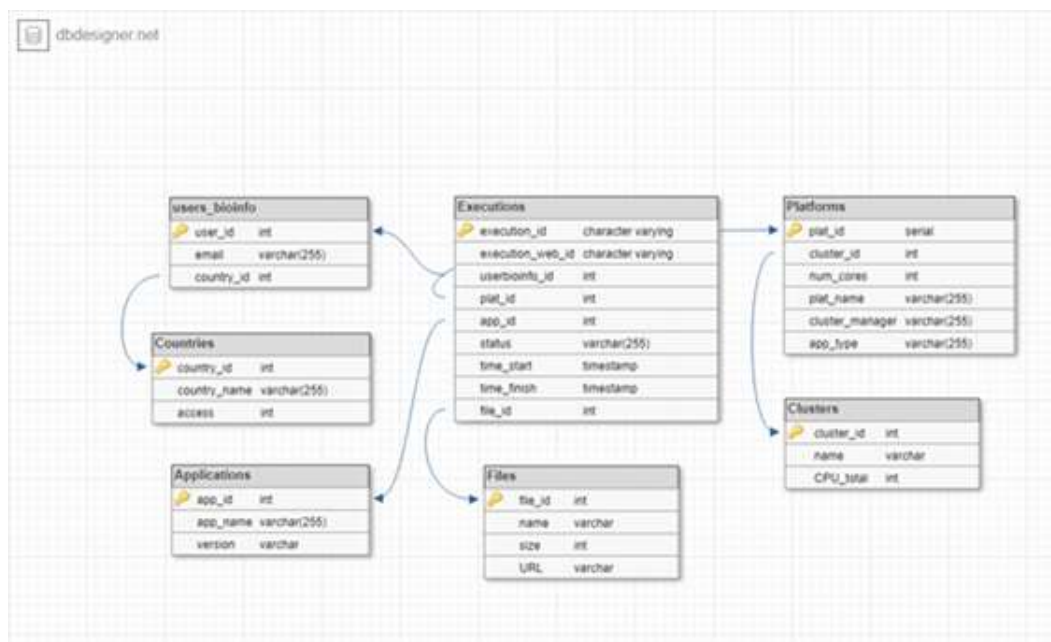 dbdesigner.net
users_bioinfo
user_id int
email varchar(255)
country_id int
Countries
country_id int
country_name varchar(255)
access int
Applications
app_id int
app_name varchar(255)
version varchar
Executions
execution_id character varying
execution_web_id character varying
userbioinfo_id int
plat_id int
app_id int
status varchar(255)
time_start timestamp
time_finish timestamp
file_id int
Files
file_id int
name varchar
size int
URL varchar
Platforms
plat_id serial
cluster_id int
num_cores int
plat_name varchar(255)
cluster_manager varchar(255)
app_type varchar(255)
Clusters
cluster_id int
name varchar
CPU_total int